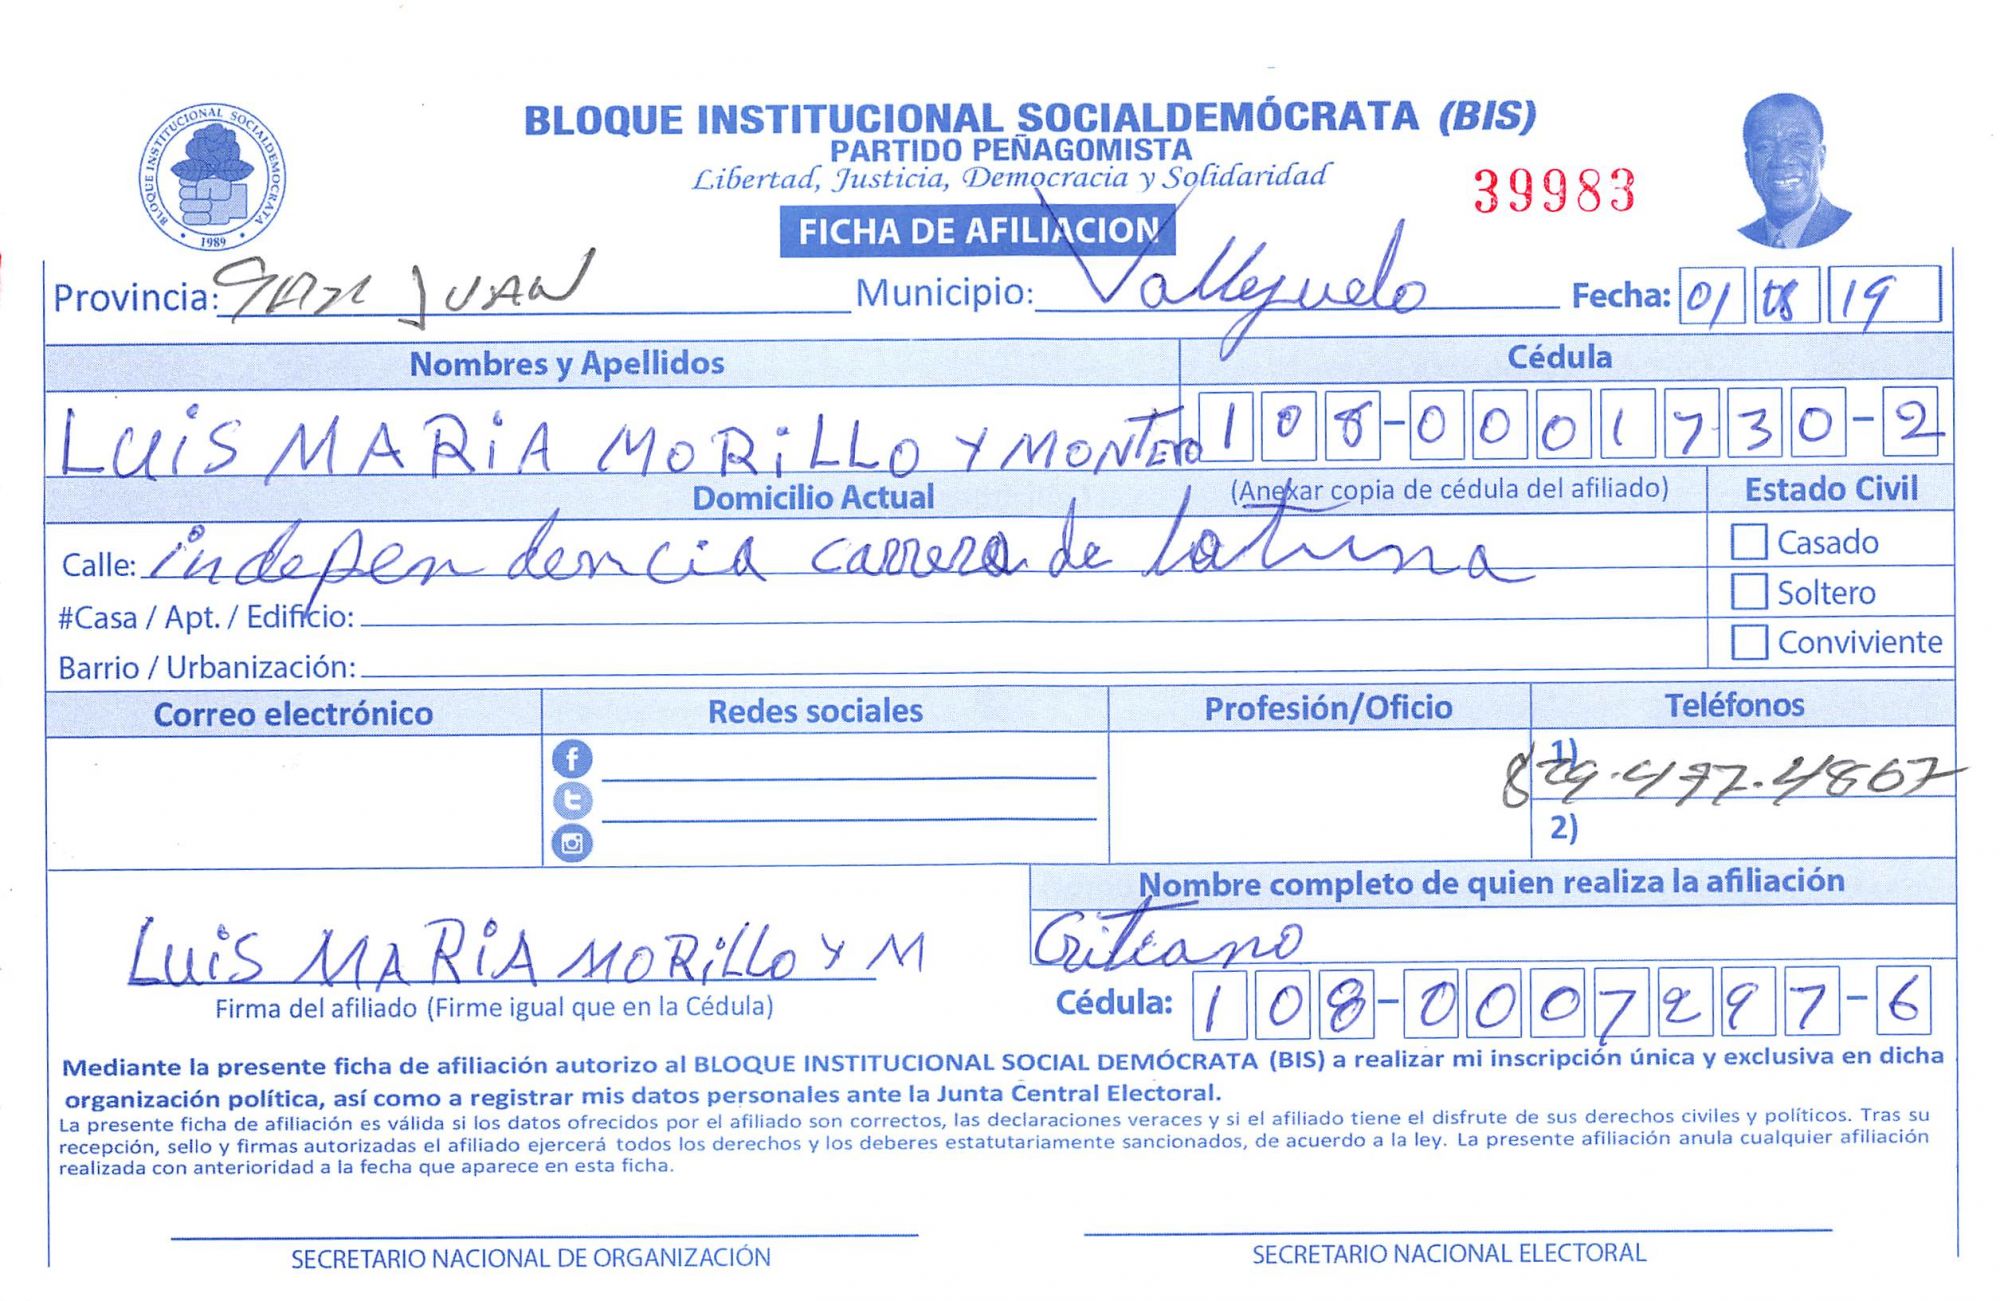 BLOQUE INSTITUCIONAL SOCIALDEMÓCRATA (BIS)
PARTIDO PEÑAGOMISTA
Libertad, Justicia, Democracia y Solidaridad
39983
BLOQUE INSTITUCIONAL SOCIALDEMOCRATA
1989
FICHA DE AFILIACION
Provincia: San Juan Municipio: Vallejuelo Fecha: 01 08 19
Nombres y Apellidos Cédula
LUiS MARiA MORiLLO Y MONTERO 108-0001730-2
Domicilio Actual (Anexar copia de cédula del afiliado) Estado Civil
Calle: independencia carrera de Casado
#Casa / Apt. / Edificio: Soltero
Barrio / Urbanización: Conviviente
Correo electrónico Redes sociales Profesión/Oficio Teléfonos
1) 829-477-4867
2)
Nombre completo de quien realiza la afiliación
LuiS MARiA MORiLLo Y M
Firma del afiliado (Firme igual que en la Cédula) Cédula: 108-0007297-6
Mediante la presente ficha de afiliación autorizo al BLOQUE INSTITUCIONAL SOCIAL DEMÓCRATA (BIS) a realizar mi inscripción única y exclusiva en dicha
organización política, así como a registrar mis datos personales ante la Junta Central Electoral.
La presente ficha de afiliación es válida si los datos ofrecidos por el afiliado son correctos, las declaraciones veraces y si el afiliado tiene el disfrute de sus derechos civiles y políticos. Tras su
recepción, sello y firmas autorizadas el afiliado ejercerá todos los derechos y los deberes estatutariamente sancionados, de acuerdo a la ley. La presente afiliación anula cualquier afiliación
realizada con anterioridad a la fecha que aparece en esta ficha.
SECRETARIO NACIONAL DE ORGANIZACIÓN SECRETARIO NACIONAL ELECTORAL